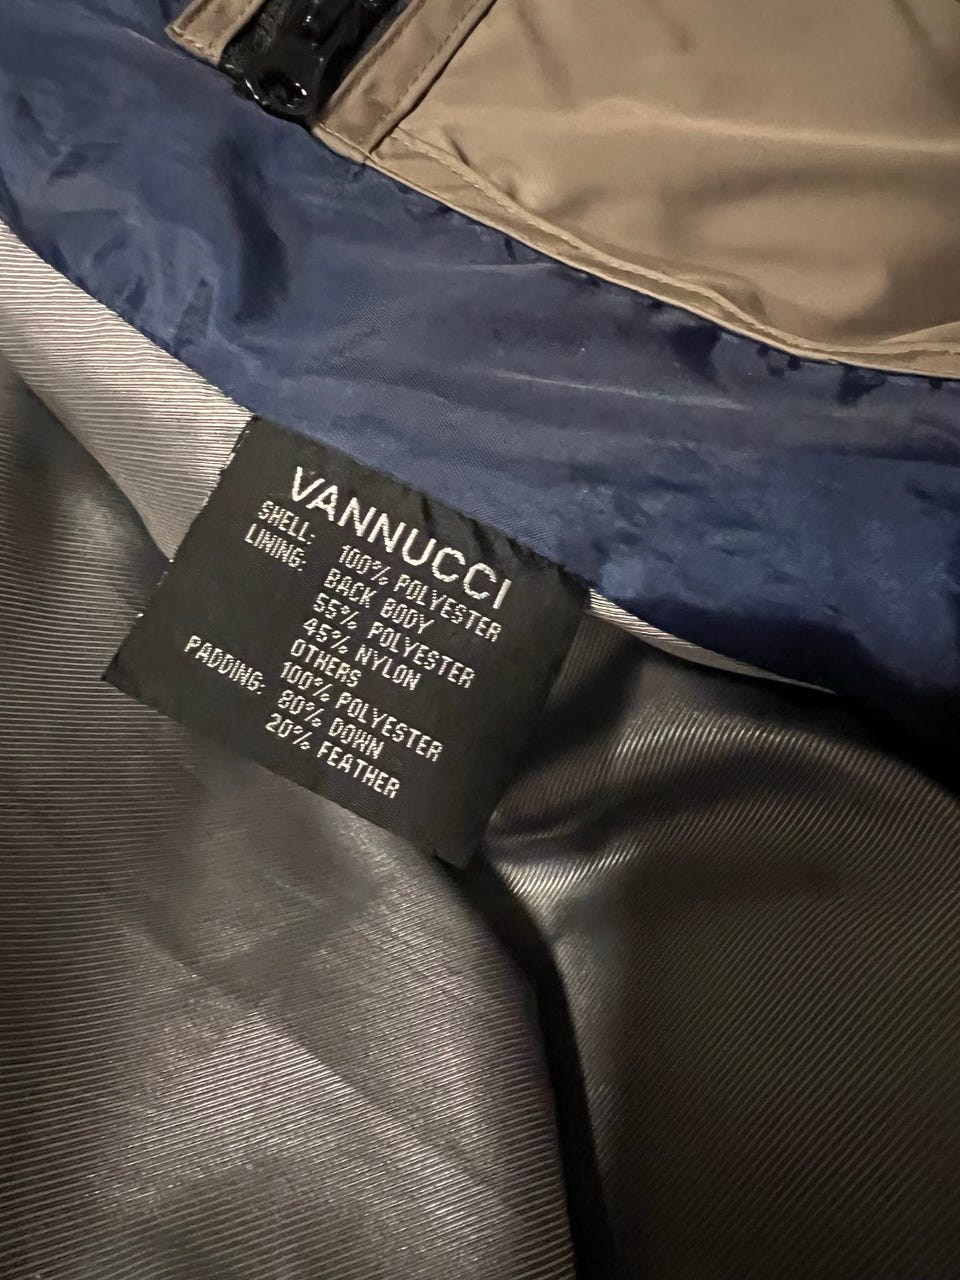 VANNUCCI
SHELL: 100% POLYESTER
LINING: BACK BODY
55% POLYESTER
45% NYLON
OTHERS
100% POLYESTER
PADDING: 80% DOWN
20% FEATHER